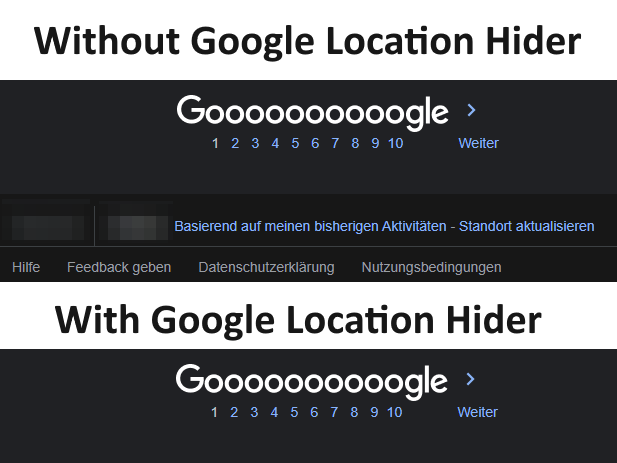 Without Google Location Hider
Goooooooooogle >
1 2 3 4 5 6 7 8 9 10 Weiter
Basierend auf meinen bisherigen Aktivitäten - Standort aktualisieren
Hilfe Feedback geben Datenschutzerklärung Nutzungsbedingungen
With Google Location Hider
Goooooooooogle >
1 2 3 4 5 6 7 8 9 10 Weiter